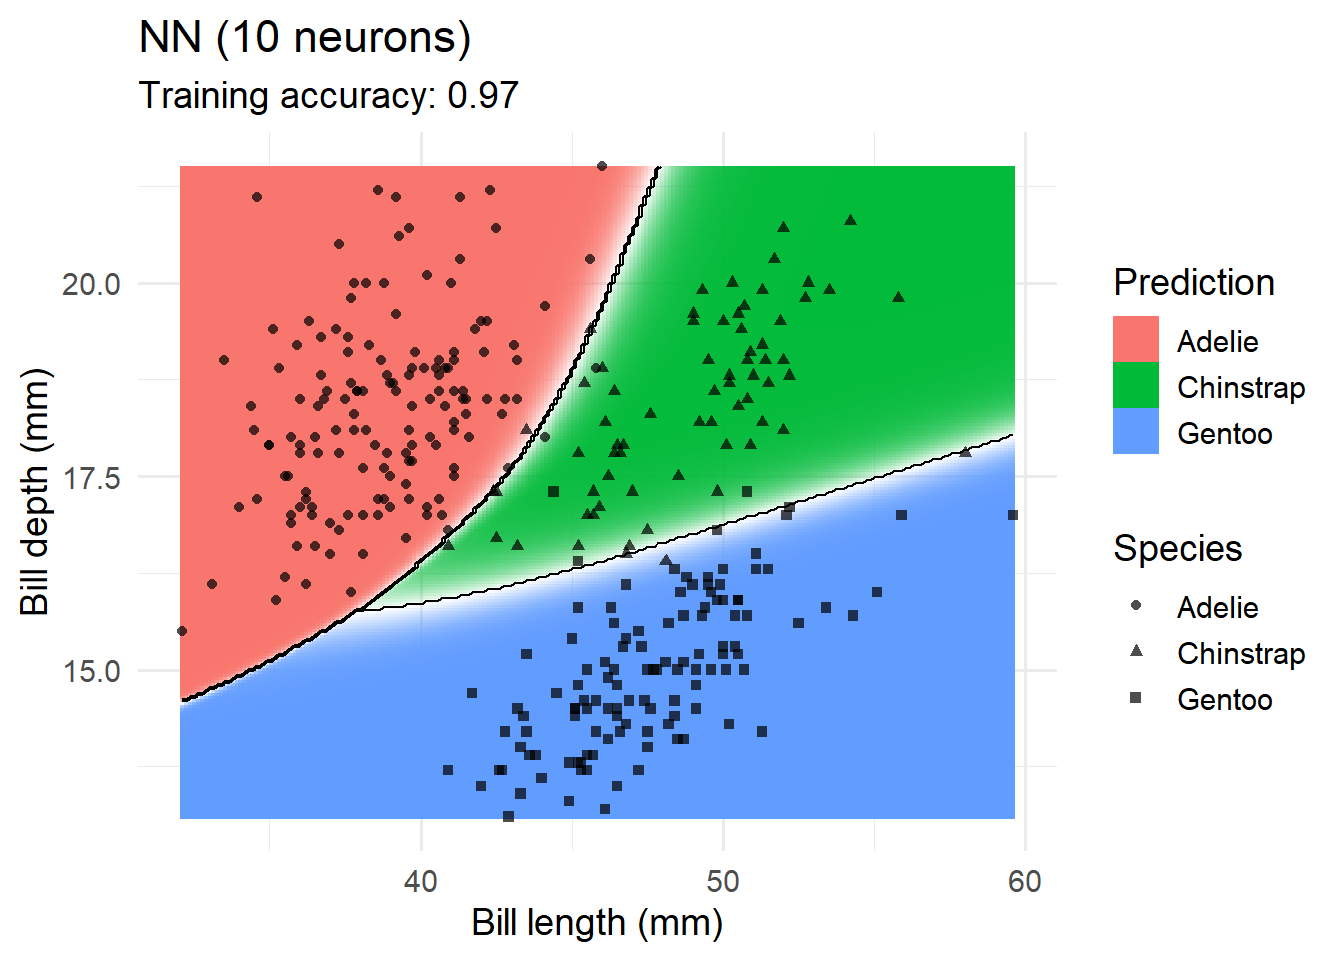 NN (10 neurons)
Training accuracy: 0.97
20.0
17.5
15.0
Bill depth (mm)
40
50
60
Bill length (mm)
Prediction
Adelie
Chinstrap
Gentoo
Species
Adelie
Chinstrap
Gentoo